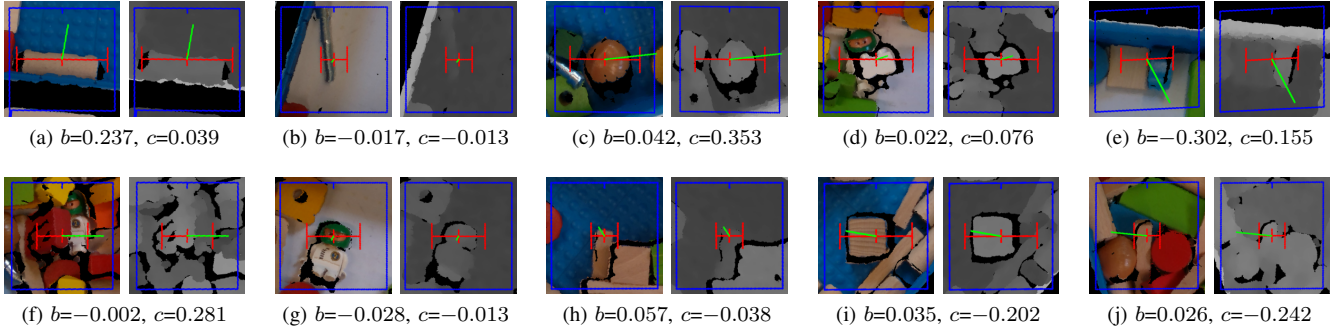 (a) b=0.237, c=0.039
(b) b=−0.017, c=−0.013
(c) b=0.042, c=0.353
(d) b=0.022, c=0.076
(e) b=−0.302, c=0.155
(f) b=−0.002, c=0.281
(g) b=−0.028, c=−0.013
(h) b=0.057, c=−0.038
(i) b=0.035, c=−0.202
(j) b=0.026, c=−0.242